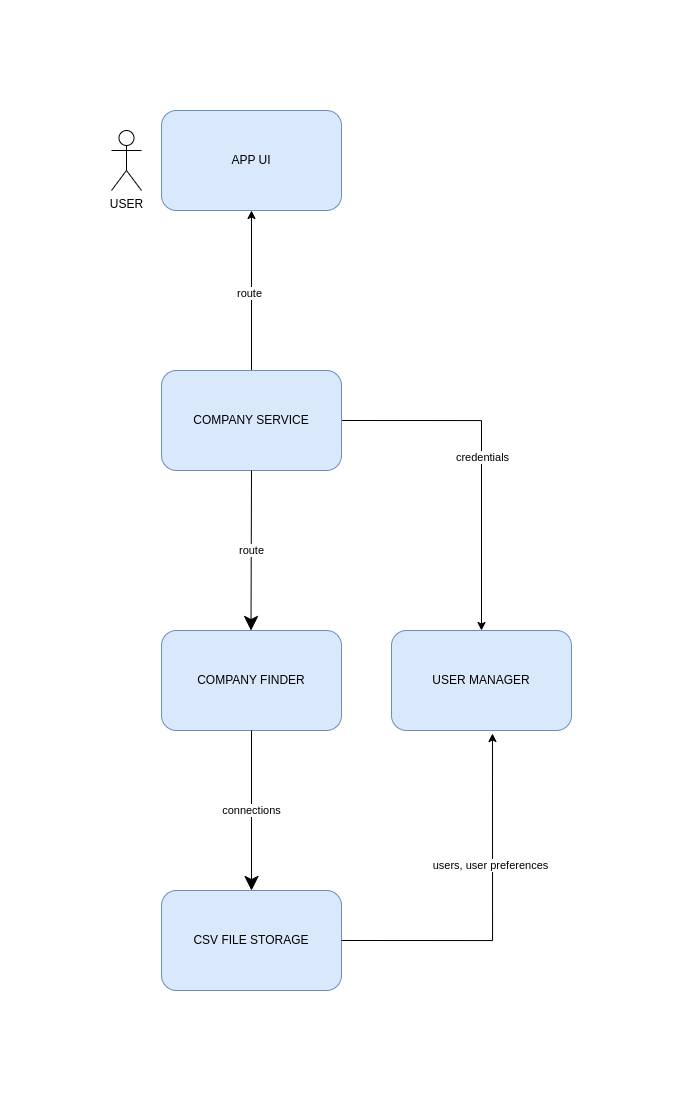 APP UI
USER
route
COMPANY SERVICE
credentials
route
COMPANY FINDER
USER MANAGER
connections
users, user preferences
CSV FILE STORAGE